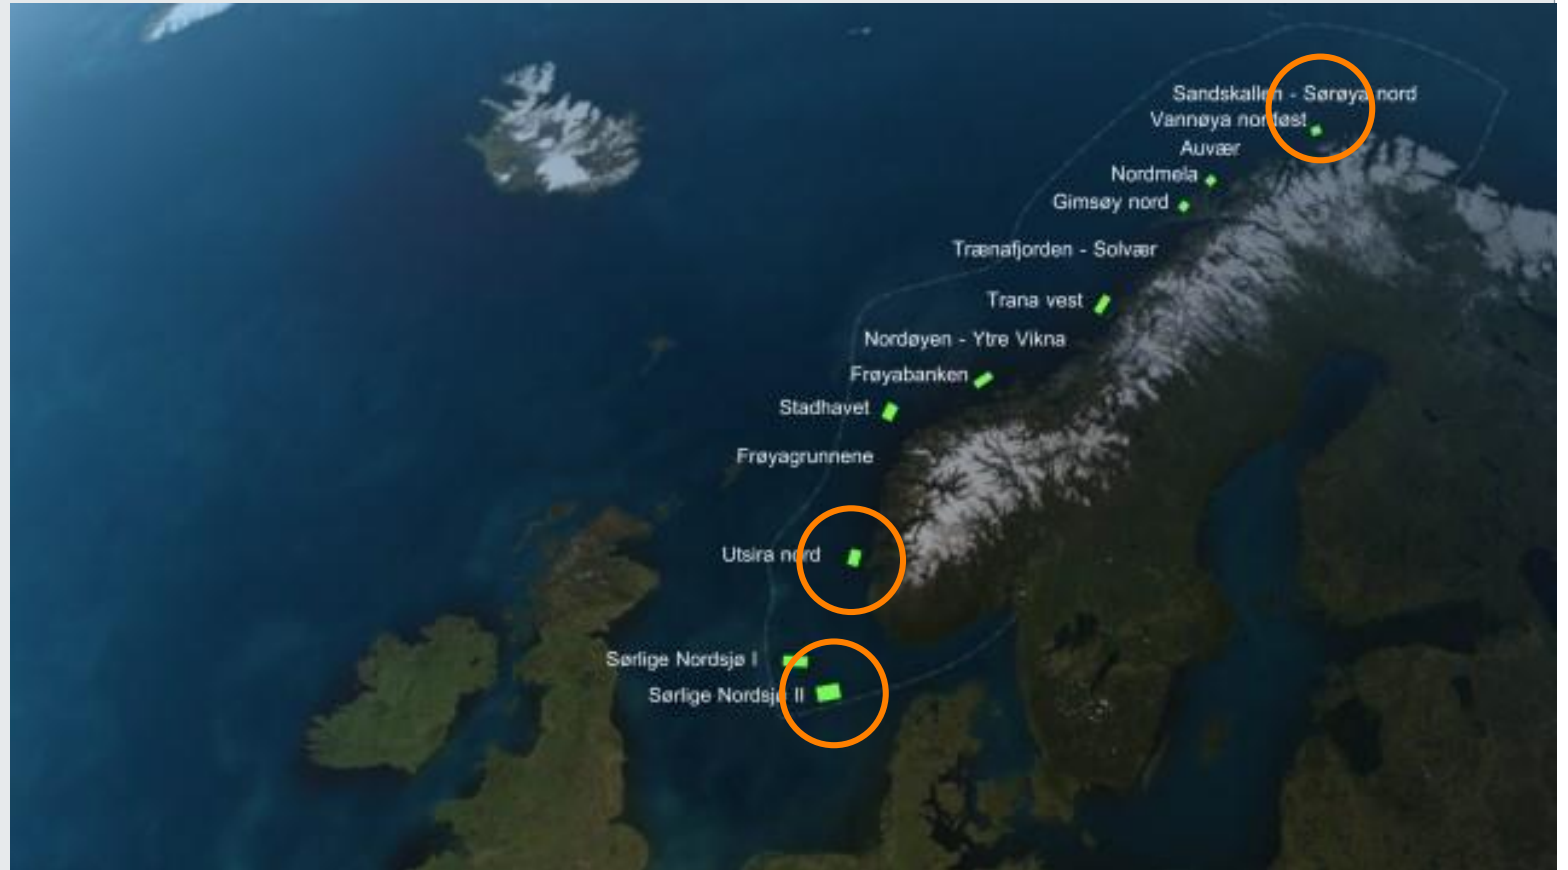 Sandskallen - Sørøya nord
Vannøya nordøst
Auvær
Nordmela
Gimsøy nord
Trænafjorden - Solvær
Trana vest
Nordøyen - Ytre Vikna
Frøyabanken
Stadhavet
Frøyagrunnene
Utsira nord
Sørlige Nordsjø I
Sørlige Nordsjø II